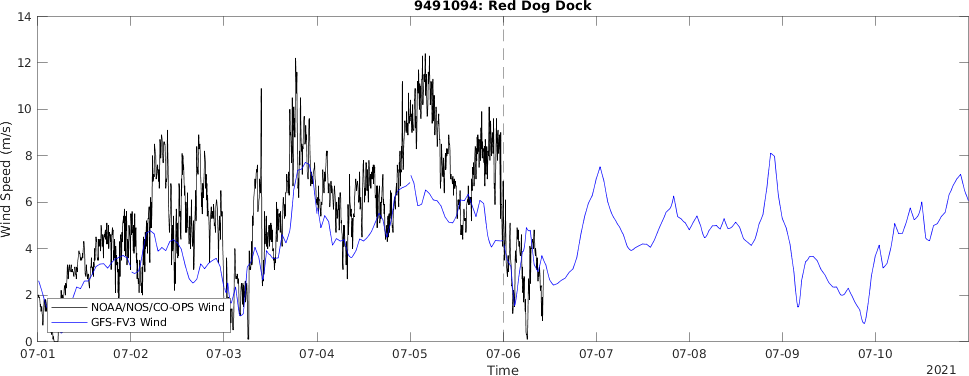 9491094: Red Dog Dock
14
12
10
8
6
4
2
0
Wind Speed (m/s)
NOAA/NOS/CO-OPS Wind
GFS-FV3 Wind
07-01 07-02 07-03 07-04 07-05 07-06 07-07 07-08 07-09 07-10
Time
2021